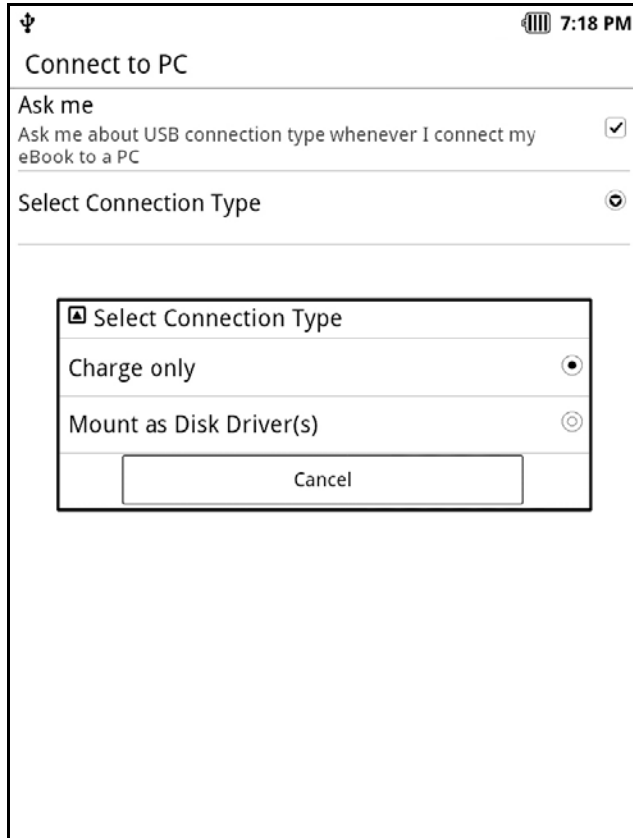 7:18 PM
Connect to PC
Ask me
Ask me about USB connection type whenever I connect my
eBook to a PC
Select Connection Type
Select Connection Type
Charge only
Mount as Disk Driver(s)
Cancel